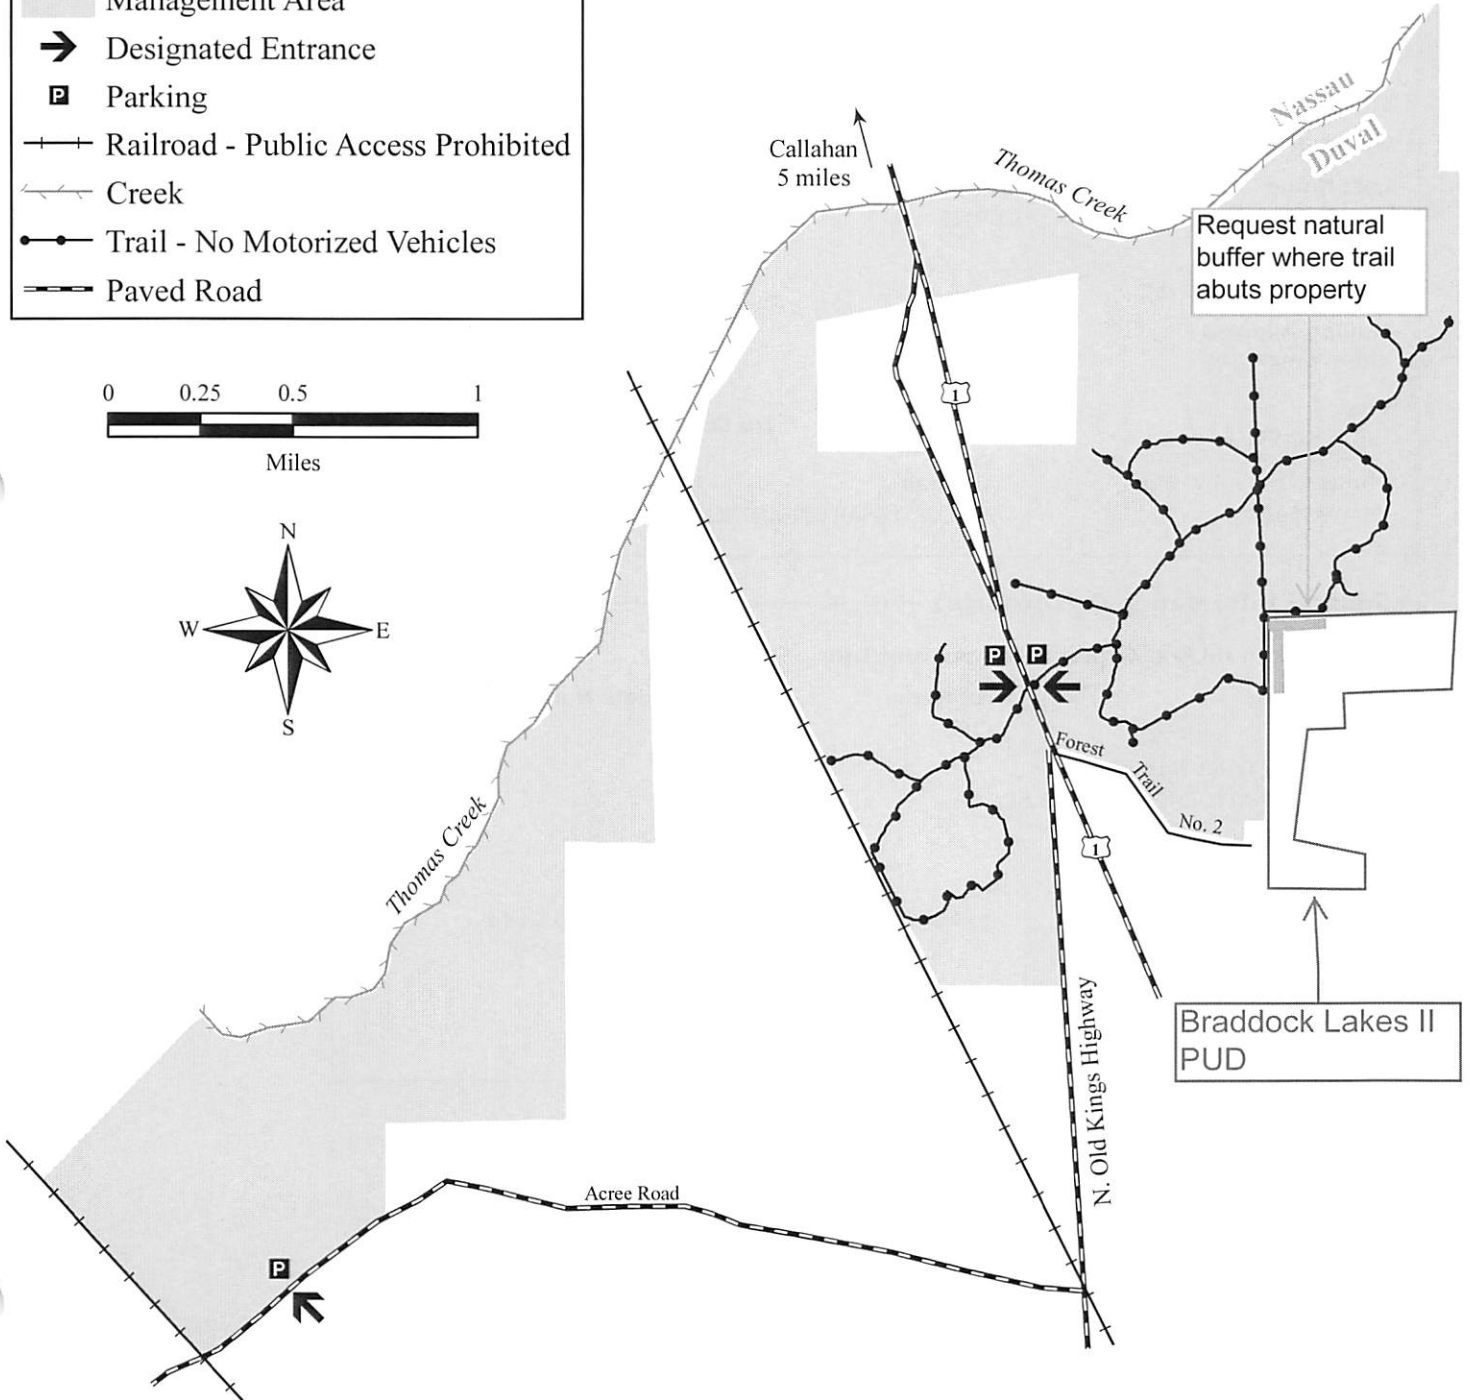 Management Area
Designated Entrance
P
Parking
Railroad - Public Access Prohibited
Creek
Trail - No Motorized Vehicles
Paved Road
0 0.25 0.5 1
Miles
N
W E
S
Callahan
5 miles
Thomas Creek
Nassau
Duval
Request natural
buffer where trail
abuts property
1
P P
Forest
Trail
No. 2
1
Thomas Creek
Braddock Lakes II
PUD
N. Old Kings Highway
Acree Road
P